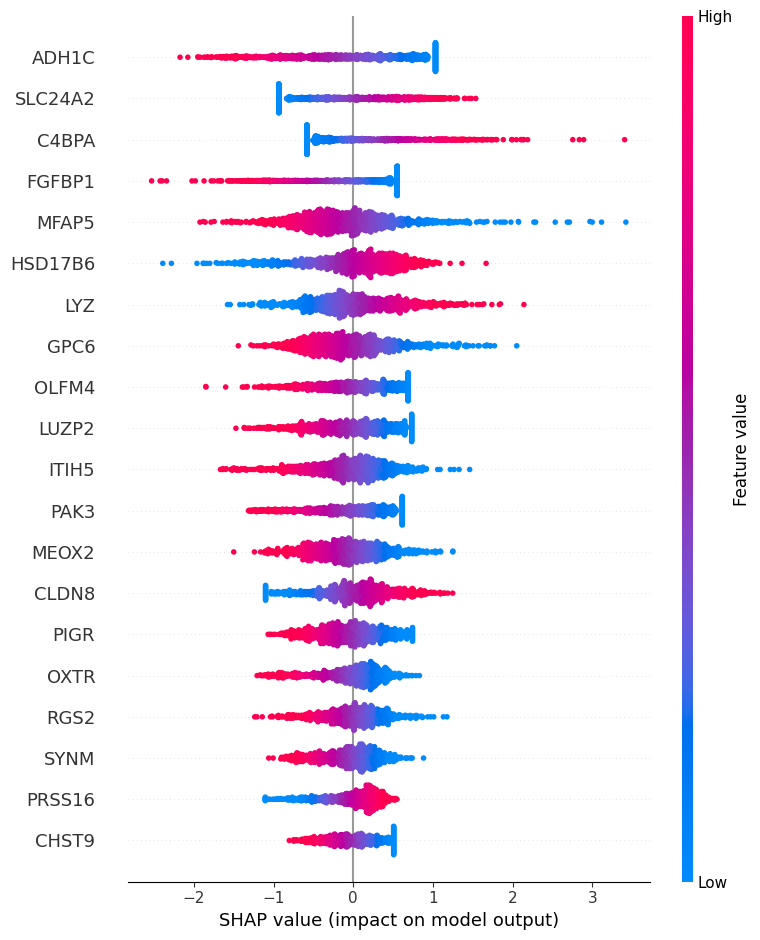 High
ADH1C
SLC24A2
C4BPA
FGFBP1
MFAP5
HSD17B6
LYZ
GPC6
OLFM4
LUZP2
ITIH5
PAK3
MEOX2
CLDN8
PIGR
OXTR
RGS2
SYNM
PRSS16
CHST9
Feature value
Low
−2 −1 0 1 2 3
SHAP value (impact on model output)